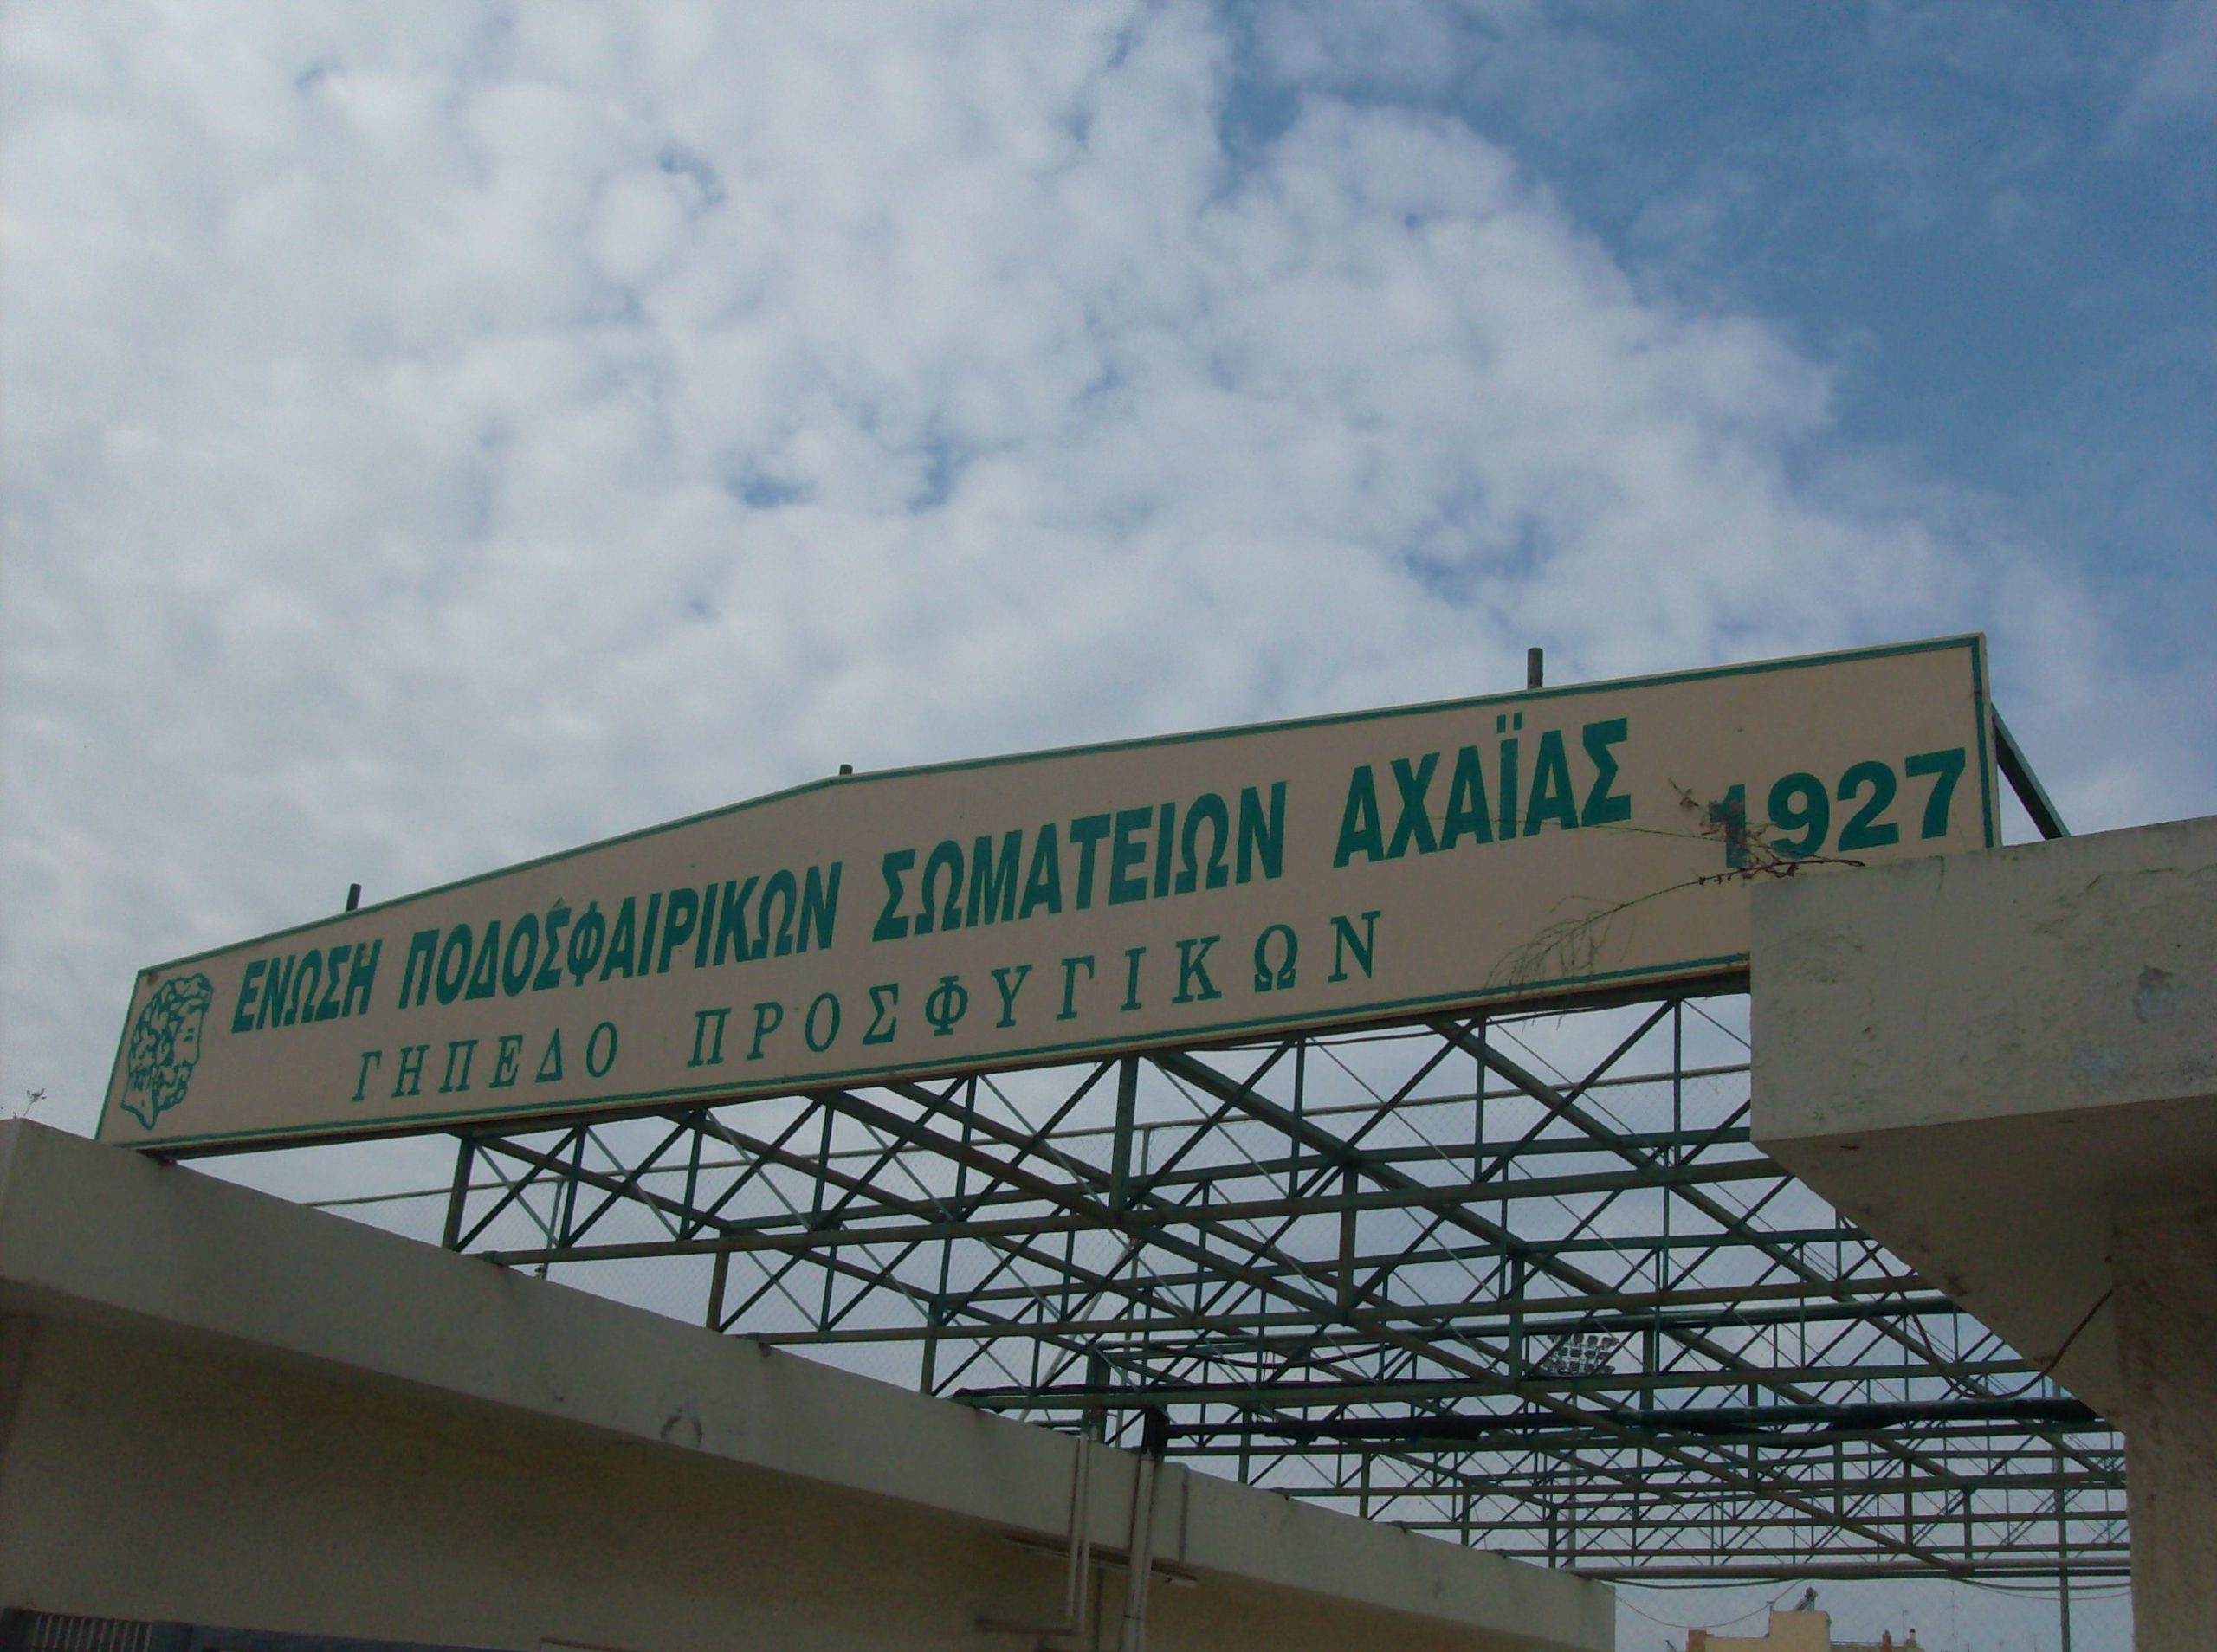 ΕΝΩΣΗ ΠΟΔΟΣΦΑΙΡΙΚΩΝ ΣΩΜΑΤΕΙΩΝ ΑΧΑΪΑΣ 1927
ΓΗΠΕΔΟ ΠΡΟΣΦΥΓΙΚΩΝ